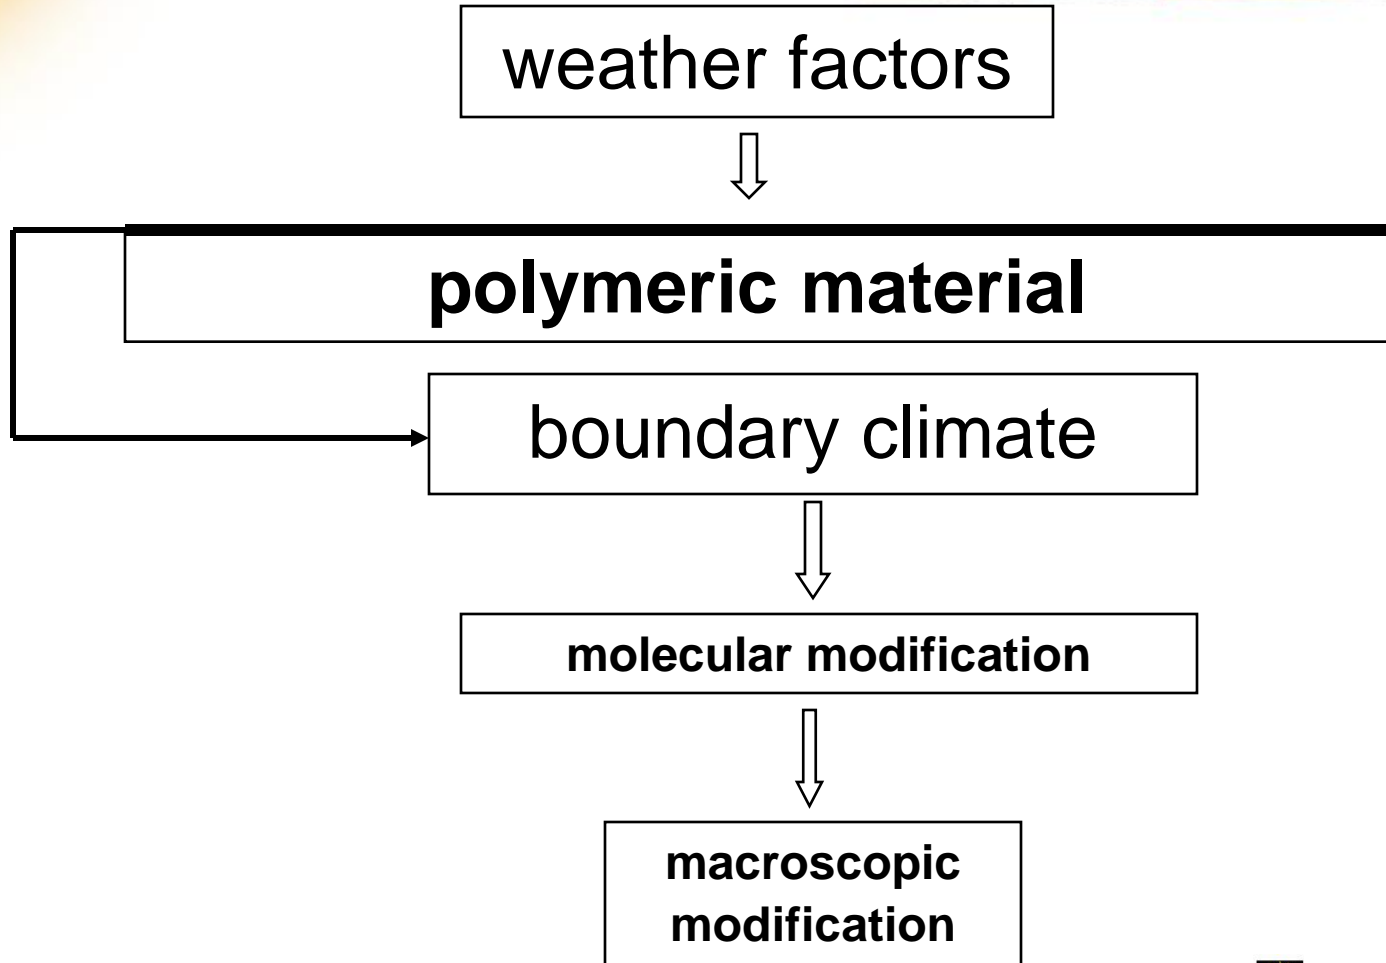 weather factors
polymeric material
boundary climate
molecular modification
macroscopic
modification